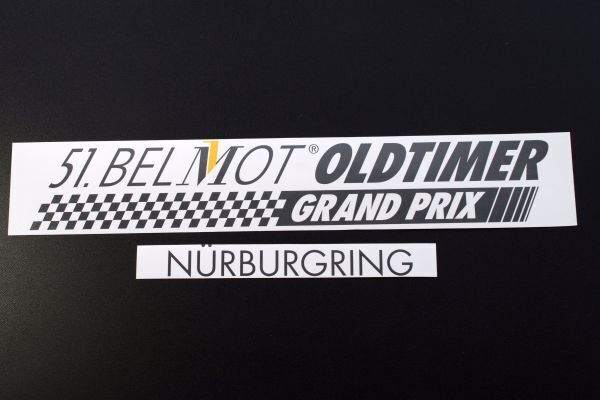 51. BELMOT® OLDTIMER
GRAND PRIX
NÜRBURGRING